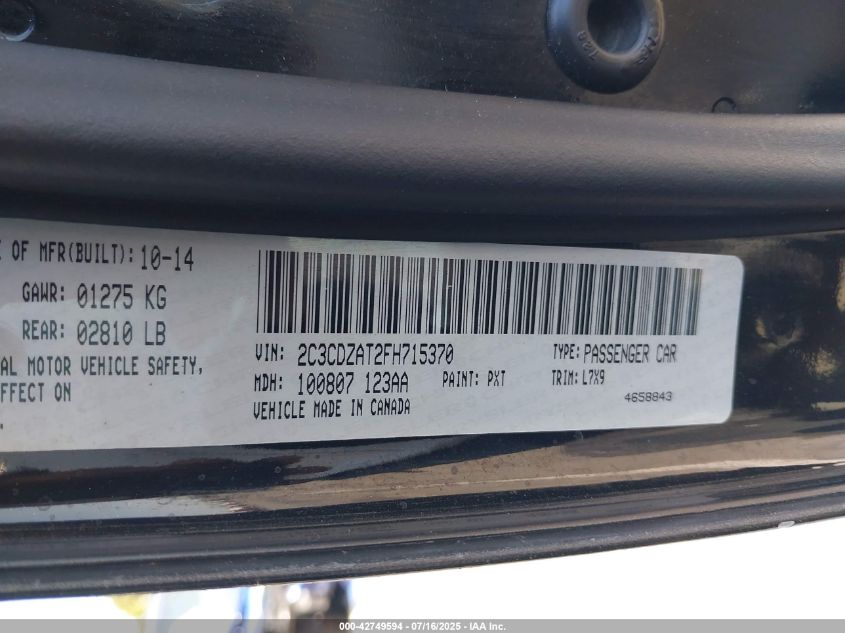 E OF MFR(BUILT): 10-14
GAWR: 01275 KG
REAR: 02810 LB
AL MOTOR VEHICLE SAFETY,
FFECT ON
VIN: 2C3CDZAT2FH715370
TYPE: PASSENGER CAR
MDH: 100807 123AA
PAINT: PXT
TRIM: L7X9
VEHICLE MADE IN CANADA
4658843
000-42749594 - 07/16/2025 - IAA Inc.